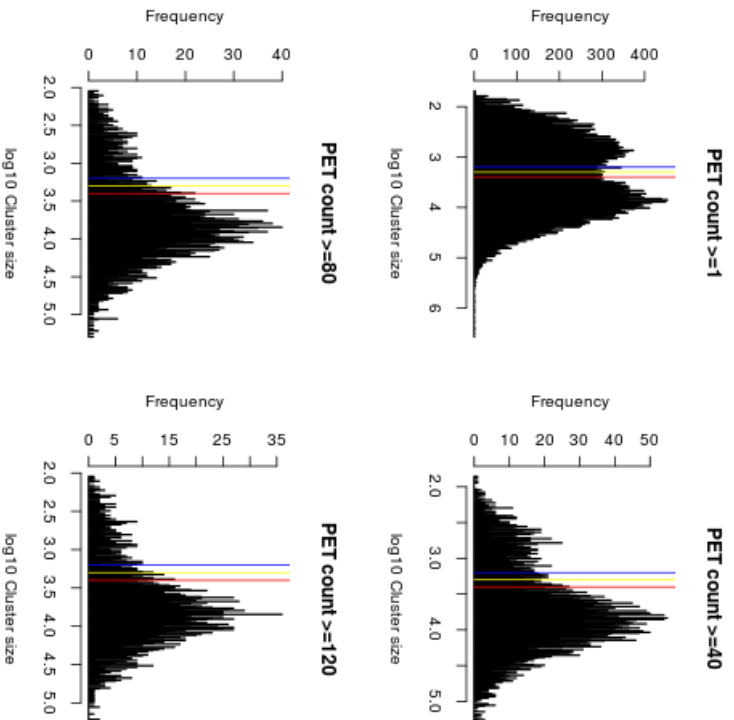 PET count >=1
Frequency
0 100 200 300 400
2 3 4 5 6
log10 Cluster size
PET count >=40
Frequency
0 10 20 30 40 50
2.0 3.0 4.0 5.0
log10 Cluster size
PET count >=80
Frequency
0 10 20 30 40
2.0 2.5 3.0 3.5 4.0 4.5 5.0
log10 Cluster size
PET count >=120
Frequency
0 5 15 25 35
2.0 2.5 3.0 3.5 4.0 4.5 5.0
log10 Cluster size